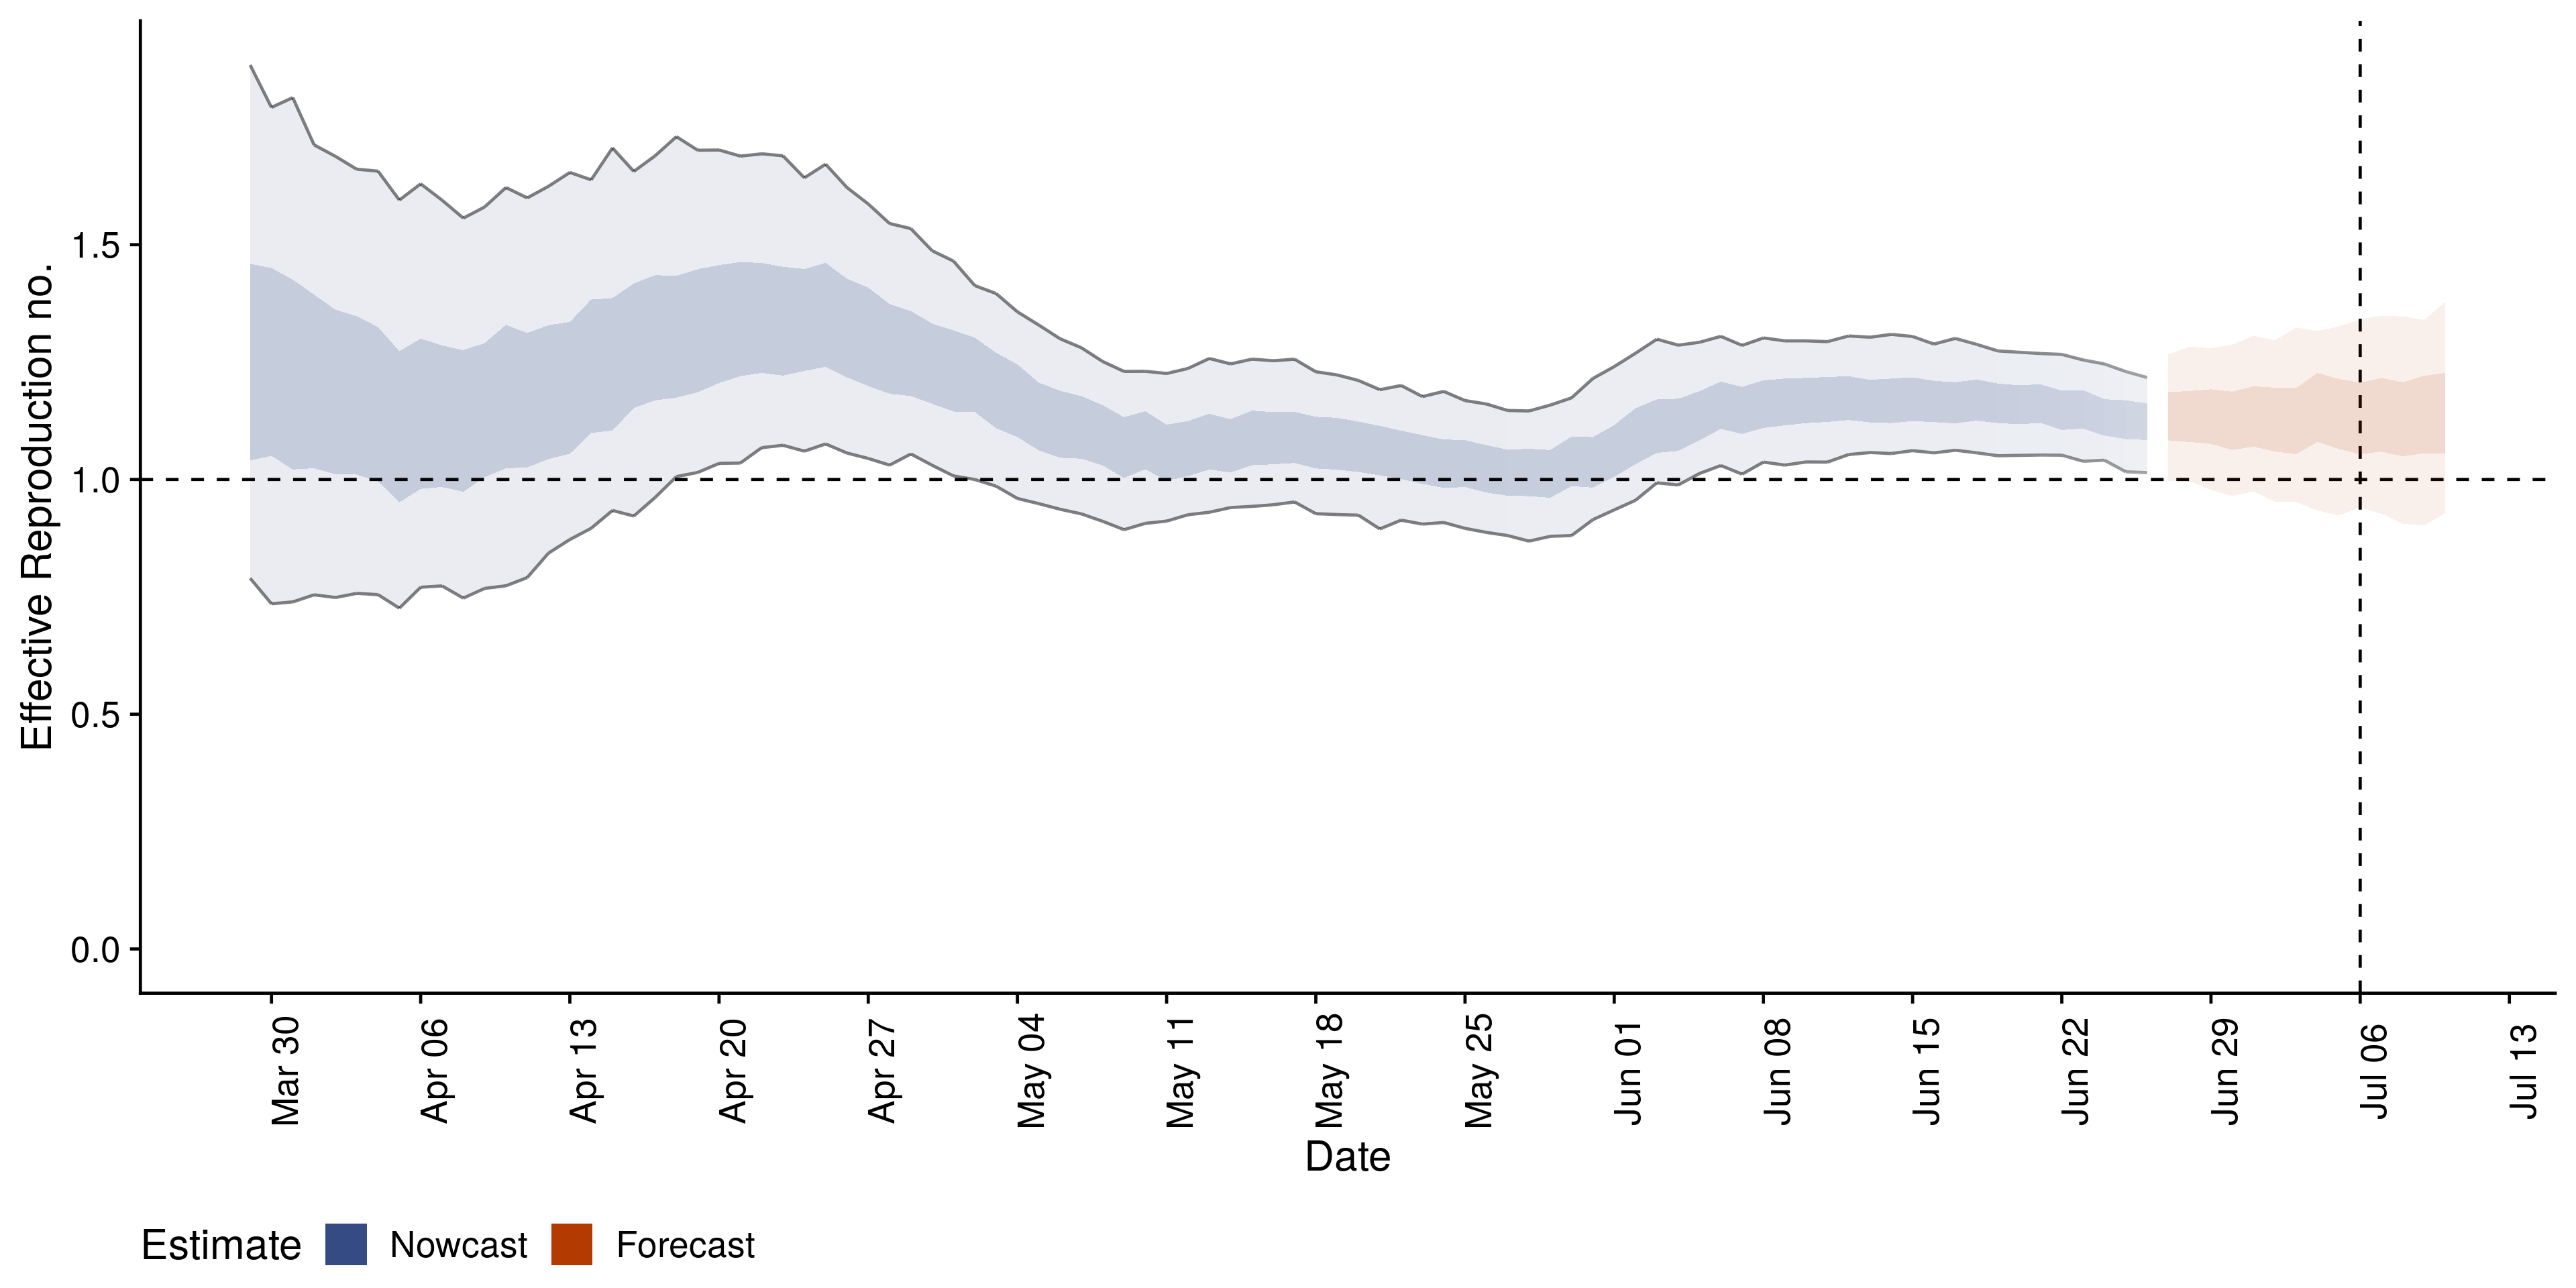 Effective Reproduction no.
1.5
1.0
0.5
0.0
Mar 30
Apr 06
Apr 13
Apr 20
Apr 27
May 04
May 11
May 18
May 25
Jun 01
Jun 08
Jun 15
Jun 22
Jun 29
Jul 06
Jul 13
Date
Estimate Nowcast Forecast